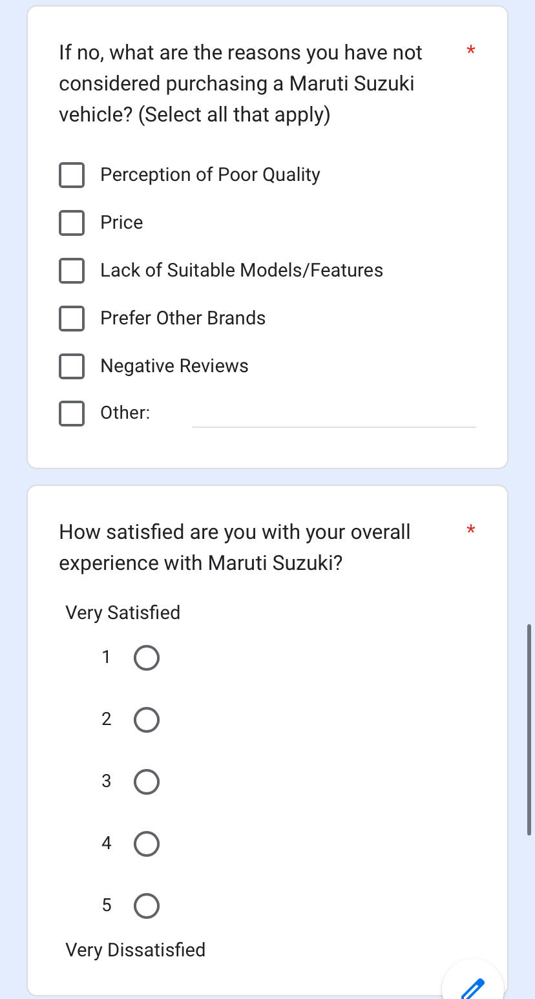 If no, what are the reasons you have not *
considered purchasing a Maruti Suzuki
vehicle? (Select all that apply)
Perception of Poor Quality
Price
Lack of Suitable Models/Features
Prefer Other Brands
Negative Reviews
Other:
How satisfied are you with your overall *
experience with Maruti Suzuki?
Very Satisfied
1
2
3
4
5
Very Dissatisfied